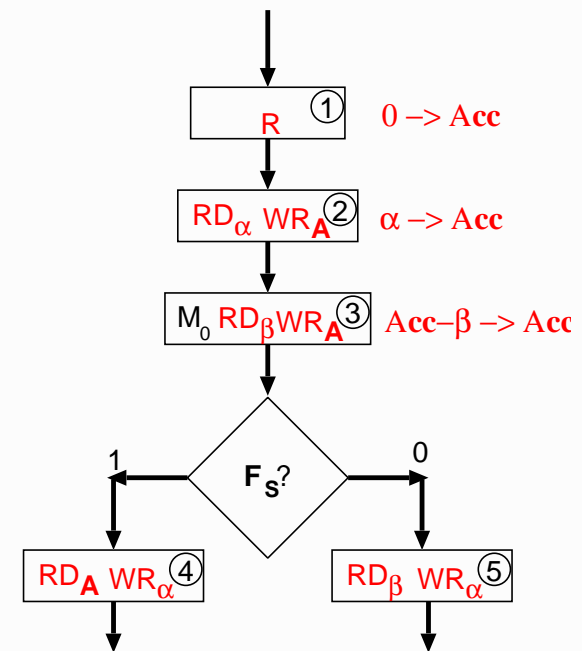 ① R 0 –> Acc
RDα WRA ② α –> Acc
M0 RDβWRA ③ Acc–β –> Acc
1 FS? 0
RDA WRα ④ RDβ WRα ⑤